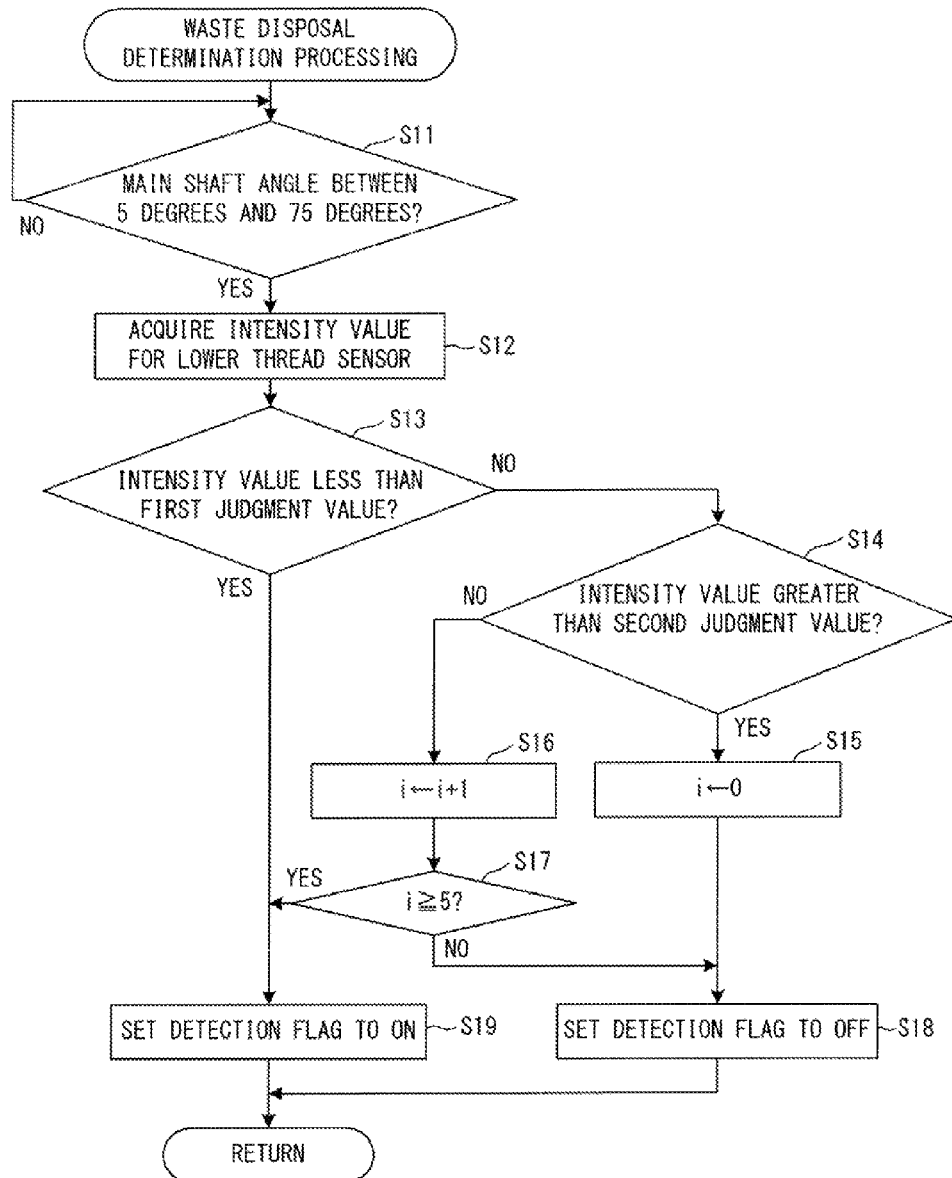 WASTE DISPOSAL
DETERMINATION PROCESSING
S11
MAIN SHAFT ANGLE BETWEEN
5 DEGREES AND 75 DEGREES?
NO
YES
ACQUIRE INTENSITY VALUE
FOR LOWER THREAD SENSOR
S12
S13
INTENSITY VALUE LESS THAN
FIRST JUDGMENT VALUE?
NO
YES
S14
INTENSITY VALUE GREATER
THAN SECOND JUDGMENT VALUE?
NO
YES
S16
i←i+1
S15
i←0
S17
i≧5?
YES
NO
SET DETECTION FLAG TO ON
S19
SET DETECTION FLAG TO OFF
S18
RETURN